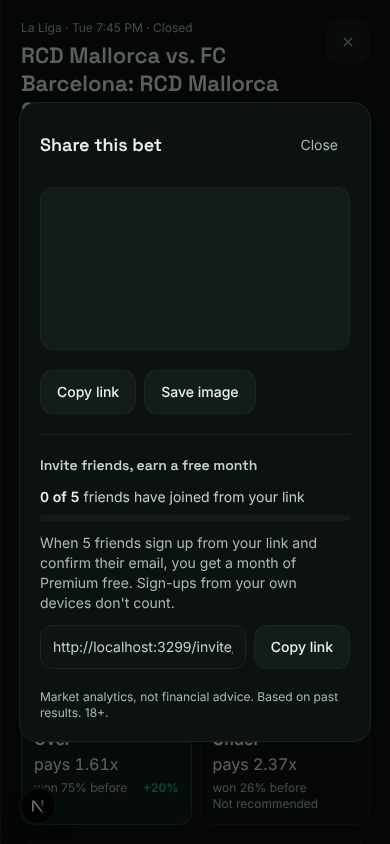 La Liga · Tue 7:45 PM · Closed
RCD Mallorca vs. FC
Barcelona: RCD Mallorca
×
Share this bet
Close
Copy link
Save image
Invite friends, earn a free month
0 of 5 friends have joined from your link
When 5 friends sign up from your link and
confirm their email, you get a month of
Premium free. Sign-ups from your own
devices don't count.
http://localhost:3299/invite
Copy link
Market analytics, not financial advice. Based on past
results. 18+.
Over
Under
pays 1.61x
pays 2.37x
won 75% before +20%
won 26% before
Not recommended
N